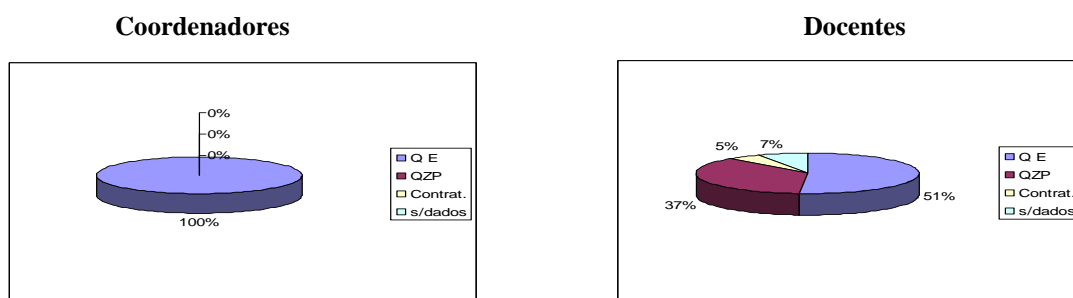 Coordenadores
0%
0%
0%
100%
Q E
QZP
Contrat.
s/dados
Docentes
5%
7%
37%
51%
Q E
QZP
Contrat.
s/dados